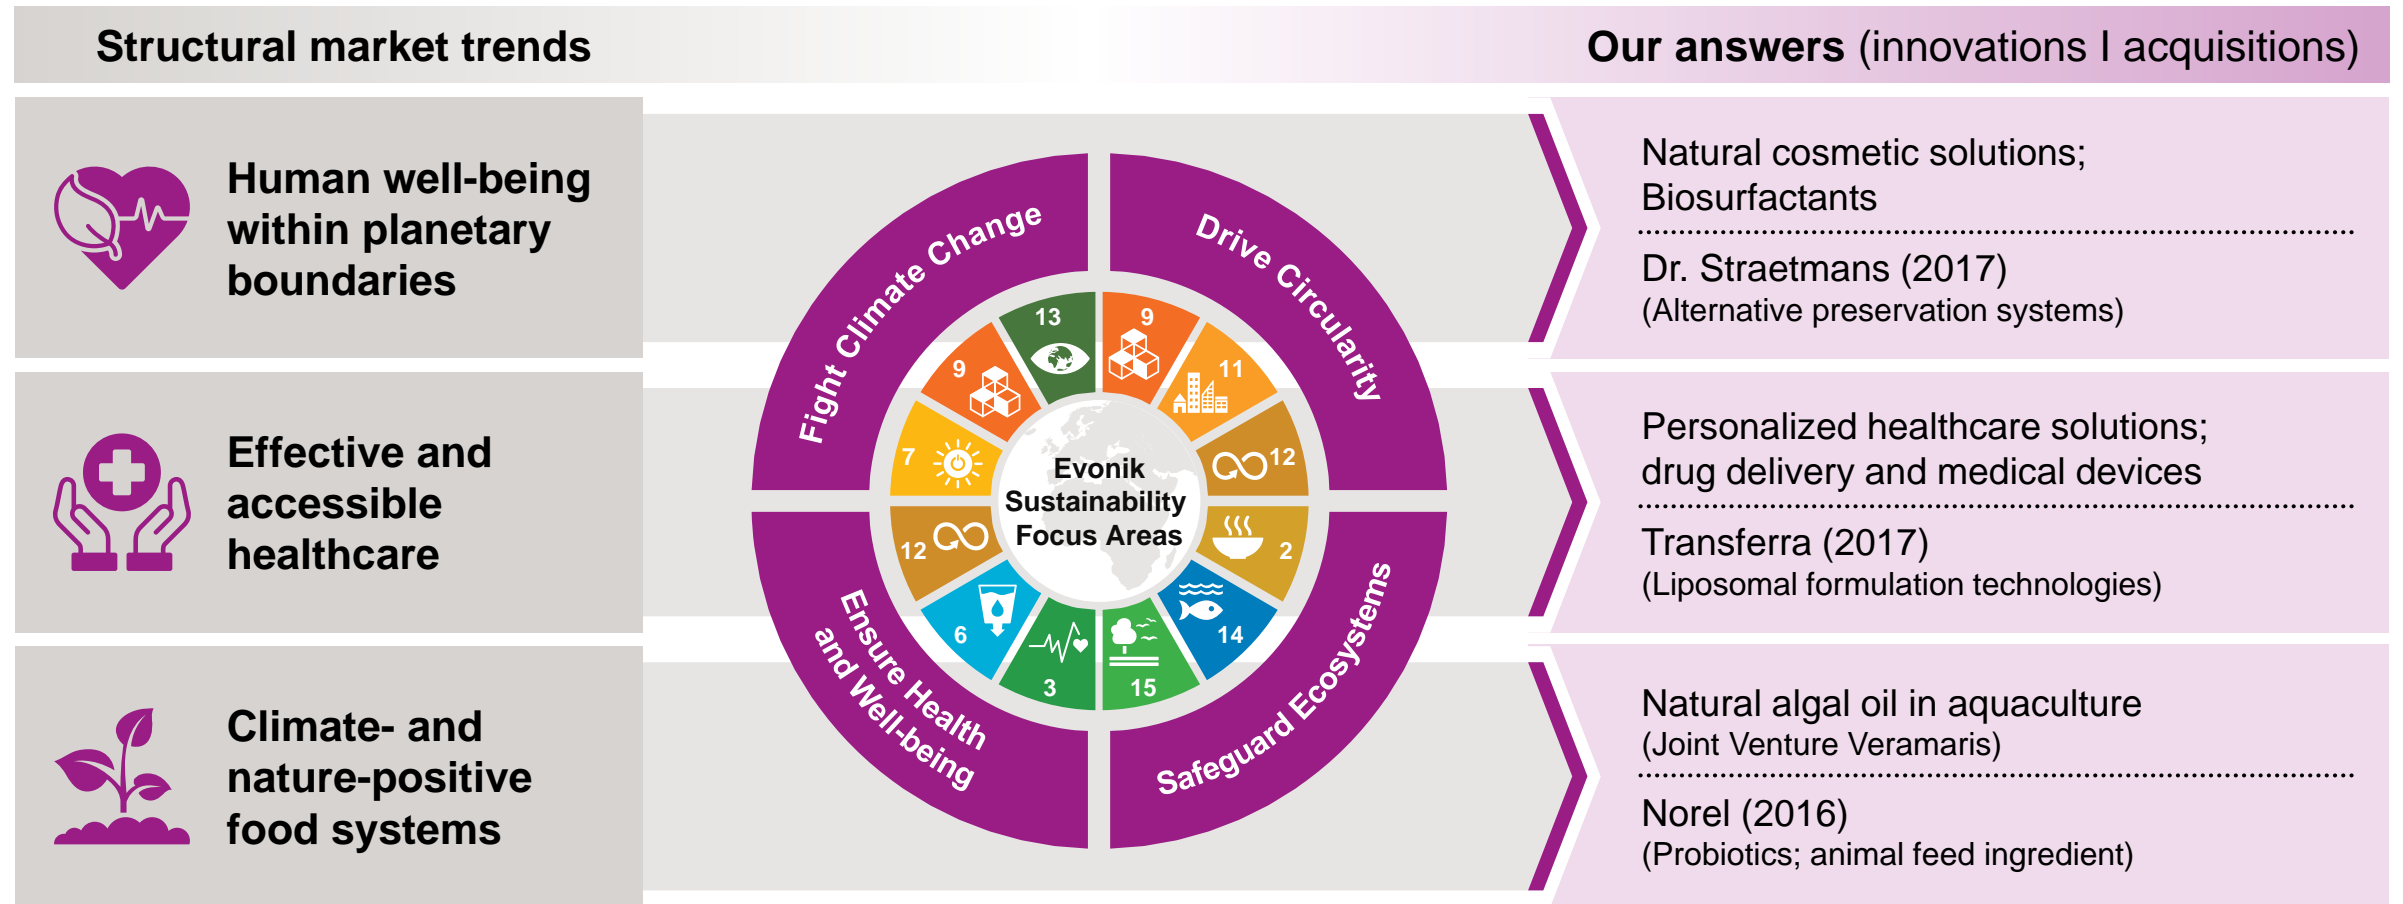 Structural market trends
Our answers (innovations I acquisitions)
Human well-being
within planetary
boundaries
Effective and
accessible
healthcare
Climate- and
nature-positive
food systems
Fight Climate Change
Drive Circularity
Ensure Health
and Well-being
Safeguard Ecosystems
13
9
9
11
7
12
12
2
6
14
3
15
Evonik
Sustainability
Focus Areas
Natural cosmetic solutions;
Biosurfactants
Dr. Straetmans (2017)
(Alternative preservation systems)
Personalized healthcare solutions;
drug delivery and medical devices
Transferra (2017)
(Liposomal formulation technologies)
Natural algal oil in aquaculture
(Joint Venture Veramaris)
Norel (2016)
(Probiotics; animal feed ingredient)